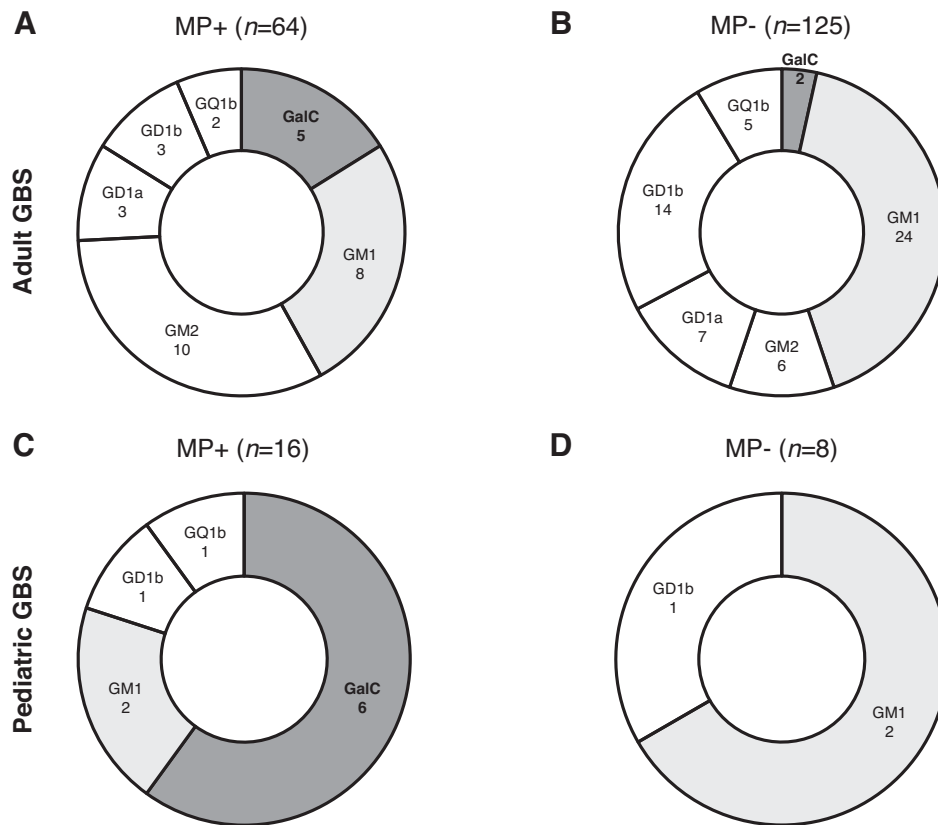 A
MP+ (n=64)
B
MP- (n=125)
Adult GBS
GQ1b
2
GalC
5
GD1b
3
GD1a
3
GM1
8
GM2
10
GalC
2
GQ1b
5
GD1b
14
GM1
24
GD1a
7
GM2
6
C
MP+ (n=16)
D
MP- (n=8)
Pediatric GBS
GQ1b
1
GD1b
1
GM1
2
GalC
6
GD1b
1
GM1
2